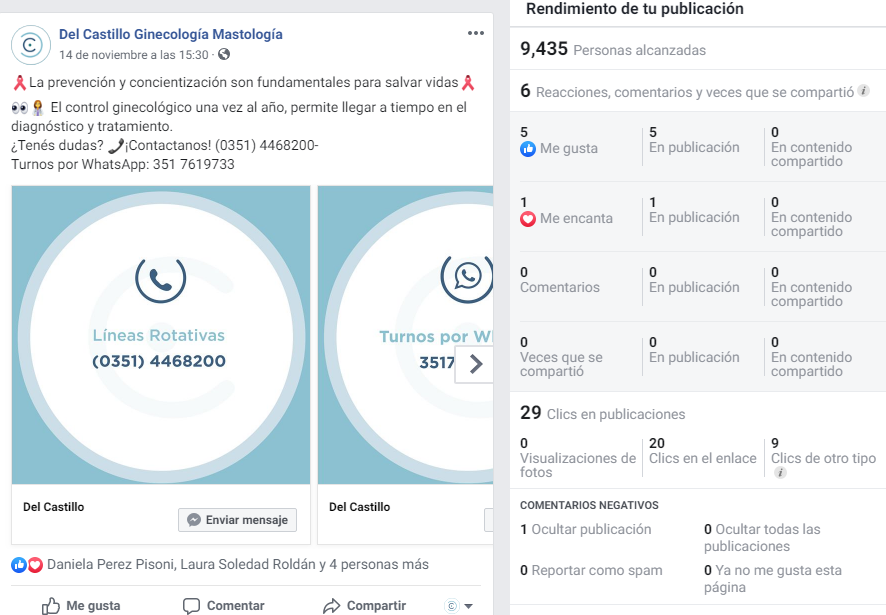 Del Castillo Ginecología Mastología
14 de noviembre a las 15:30 ·
La prevención y concientización son fundamentales para salvar vidas
El control ginecológico una vez al año, permite llegar a tiempo en el
diagnóstico y tratamiento.
¿Tenés dudas? ¡Contactanos! (0351) 4468200-
Turnos por WhatsApp: 351 7619733
Líneas Rotativas
(0351) 4468200
Turnos por W
3517
Del Castillo
Enviar mensaje
Del Castillo
Daniela Perez Pisoni, Laura Soledad Roldán y 4 personas más
Me gusta
Comentar
Compartir
Rendimiento de tu publicación
9,435 Personas alcanzadas
6 Reacciones, comentarios y veces que se compartió
5
Me gusta
5
En publicación
0
En contenido
compartido
1
Me encanta
1
En publicación
0
En contenido
compartido
0
Comentarios
0
En publicación
0
En contenido
compartido
0
Veces que se
compartió
0
En publicación
0
En contenido
compartido
29 Clics en publicaciones
0
Visualizaciones de
fotos
20
Clics en el enlace
9
Clics de otro tipo
COMENTARIOS NEGATIVOS
1 Ocultar publicación
0 Ocultar todas las
publicaciones
0 Reportar como spam
0 Ya no me gusta esta
página